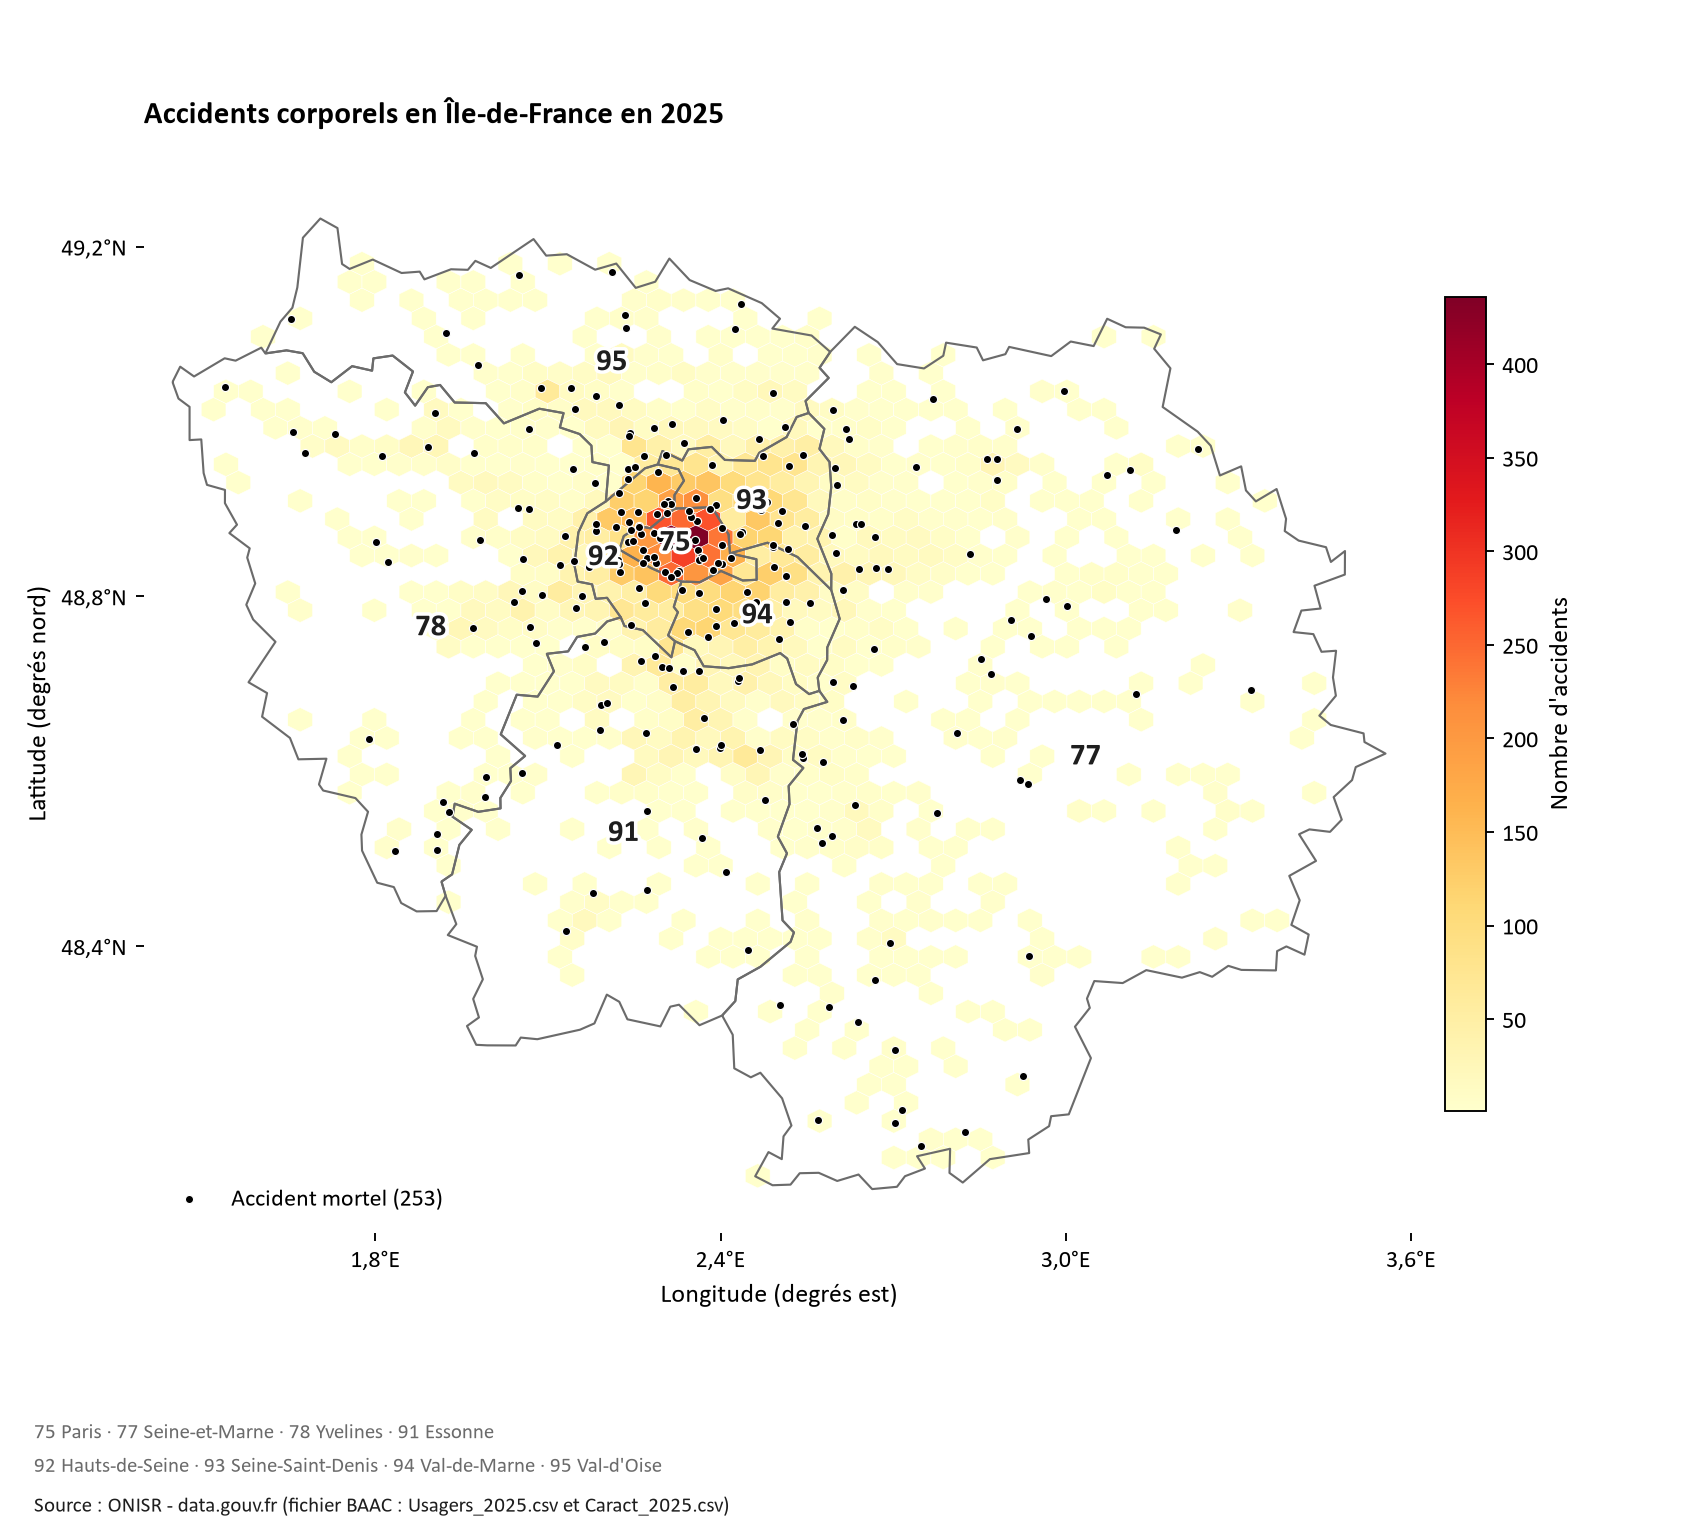 Accidents corporels en Île-de-France en 2025
49,2°N
48,8°N
48,4°N
Latitude (degrés nord)
95
93
75
92
94
78
77
91
400
350
300
250
200
150
100
50
Nombre d'accidents
Accident mortel (253)
1,8°E
2,4°E
3,0°E
3,6°E
Longitude (degrés est)
75 Paris · 77 Seine-et-Marne · 78 Yvelines · 91 Essonne
92 Hauts-de-Seine · 93 Seine-Saint-Denis · 94 Val-de-Marne · 95 Val-d'Oise
Source : ONISR - data.gouv.fr (fichier BAAC : Usagers_2025.csv et Caract_2025.csv)